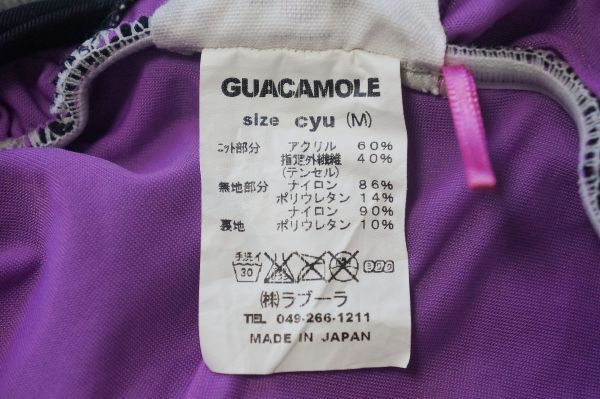 GUACAMOLE
size cyu (M)
ニット部分 アクリル 60%
指定外繊維 40%
(テンセル)
無地部分 ナイロン 86%
ポリウレタン 14%
ナイロン 90%
裏地 ポリウレタン 10%
手洗イ
30
(株)ラブーラ
TEL 049-266-1211
MADE IN JAPAN